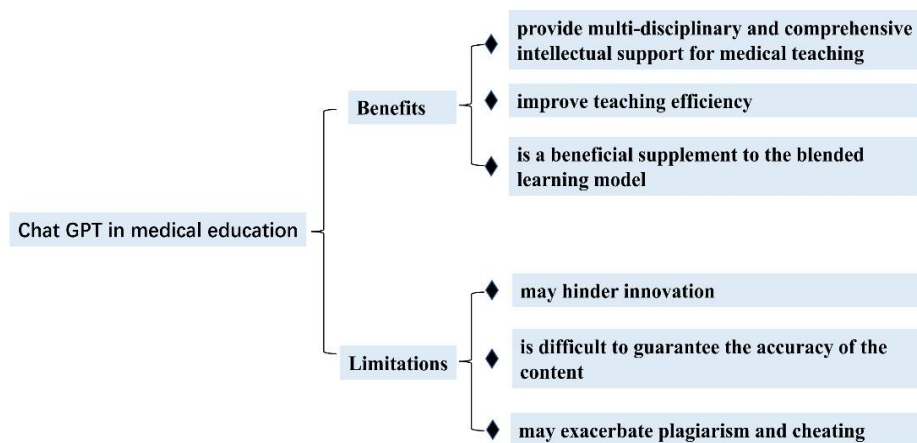 Chat GPT in medical education
Benefits
provide multi-disciplinary and comprehensive
intellectual support for medical teaching
improve teaching efficiency
is a beneficial supplement to the blended
learning model
Limitations
may hinder innovation
is difficult to guarantee the accuracy of the
content
may exacerbate plagiarism and cheating